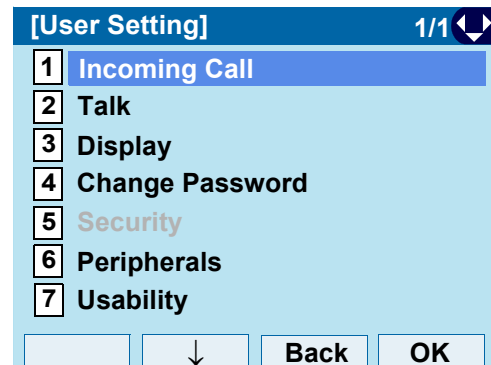 [User Setting] 1/1
1 Incoming Call
2 Talk
3 Display
4 Change Password
5 Security
6 Peripherals
7 Usability
↓ Back OK